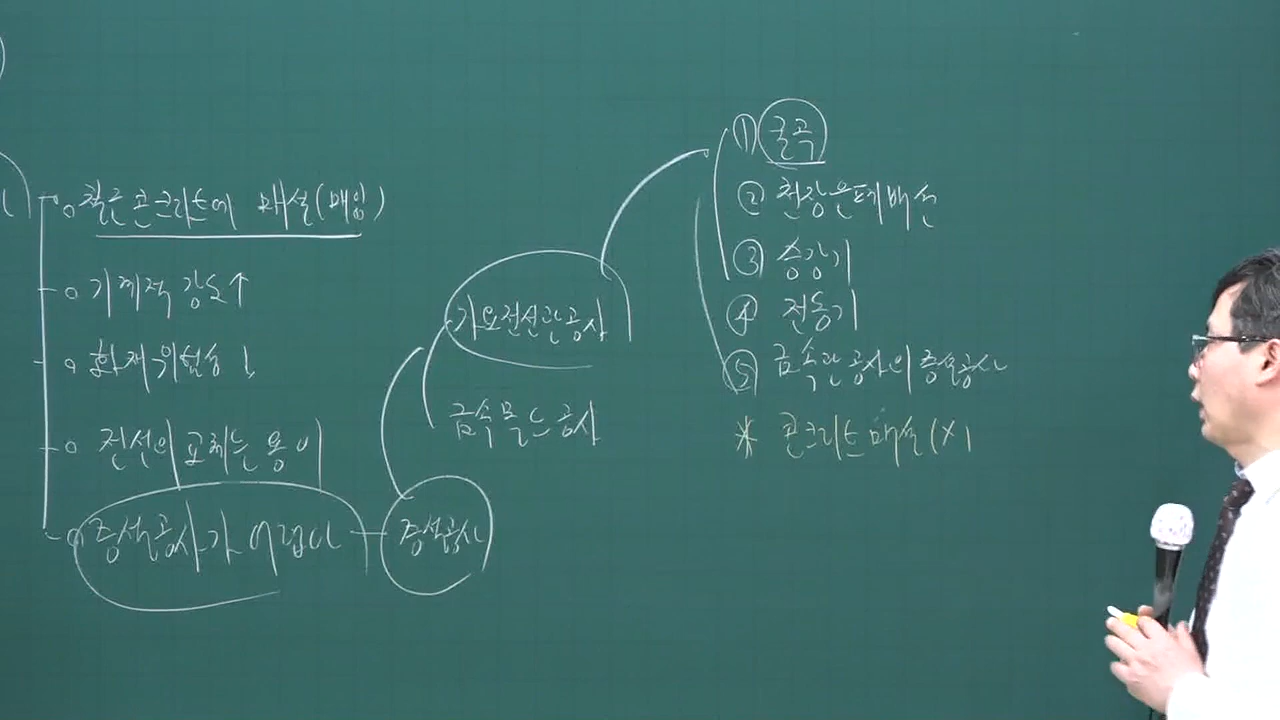 철근 콘크리트에 매설(매입)
기계적 강도↑
화재위험성↓
전선의 교체는 용이
증설공사가 어렵다 - 증설공사
가요전선관공사
금속몰드 공사
① 굴곡
② 천장은폐배선
③ 승강기
④ 전동기
⑤ 금속관 공사의 증설공사
* 콘크리트 매설(X)